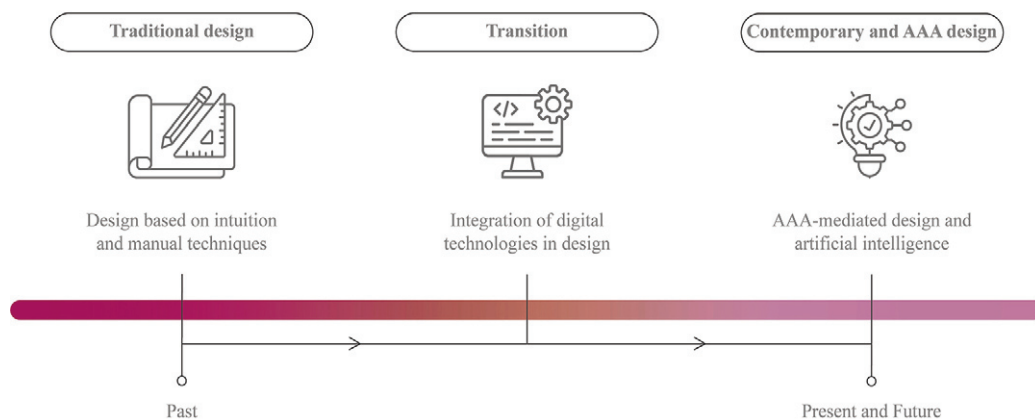 Traditional design
Transition
Contemporary and AAA design
</>
Design based on intuition
and manual techniques
Integration of digital
technologies in design
AAA-mediated design and
artificial intelligence
Past
Present and Future